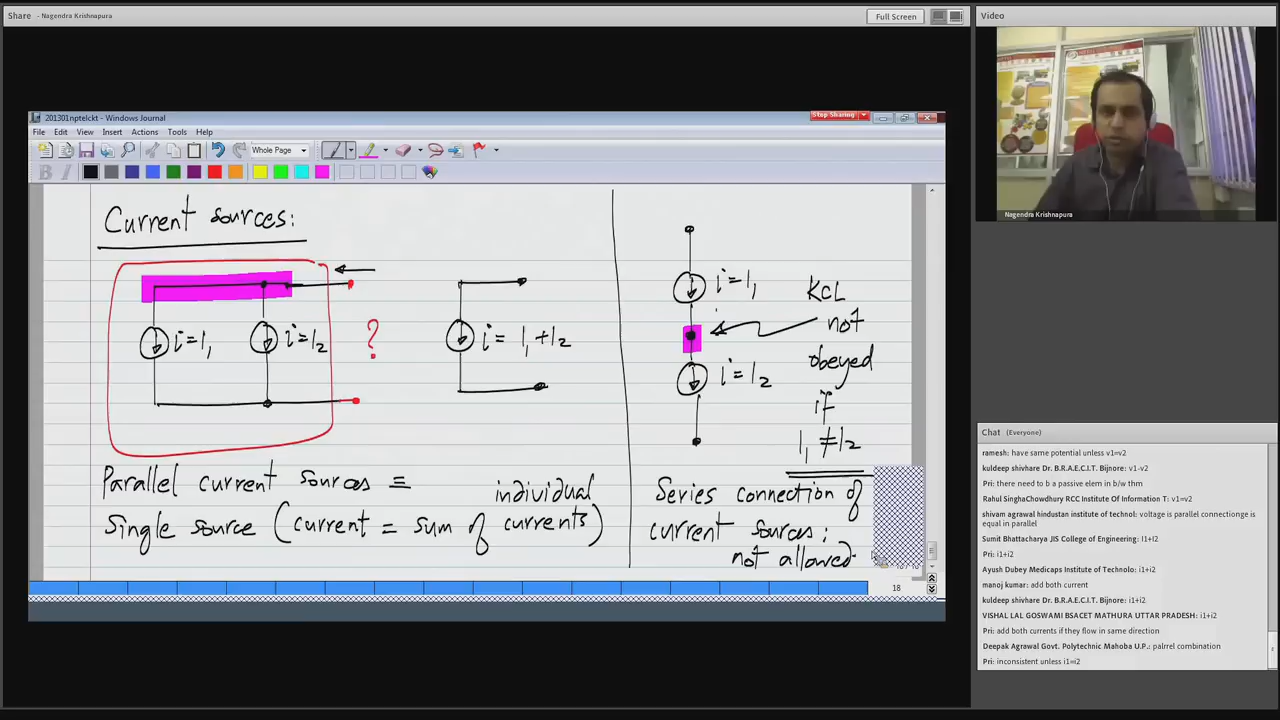 Share - Nagendra Krishnapura
Full Screen
Video
201301nptelckt - Windows Journal
Stop Sharing
File Edit View Insert Actions Tools Help
Whole Page
Nagendra Krishnapura
Current sources:
i = I1
i = I2
?
i = I1 + I2
i = I1
i = I2
KCL
not
obeyed
if
I1 ≠ I2
Parallel current sources ≡
individual
Single source (current = sum of currents)
Series connection of
current sources:
not allowed.
18
Chat (Everyone)
ramesh: have same potential unless v1=v2
kuldeep shivhare Dr. B.R.A.E.C.I.T. Bijnore: v1-v2
Pri: there need to b a passive elem in b/w thm
Rahul SinghaChowdhury RCC Institute Of Information T: v1=v2
shivam agrawal hindustan institute of technol: voltage is parallel connectionge is
equal in parallel
Sumit Bhattacharya JIS College of Engineering: I1+I2
Pri: i1+i2
Ayush Dubey Medicaps Institute of Technolo: i1+i2
manoj kumar: add both current
kuldeep shivhare Dr. B.R.A.E.C.I.T. Bijnore: i1+i2
VISHAL LAL GOSWAMI BSACET MATHURA UTTAR PRADESH: i1+i2
Pri: add both currents if they flow in same direction
Deepak Agrawal Govt. Polytechnic Mahoba U.P.: palrrel combination
Pri: inconsistent unless i1=i2